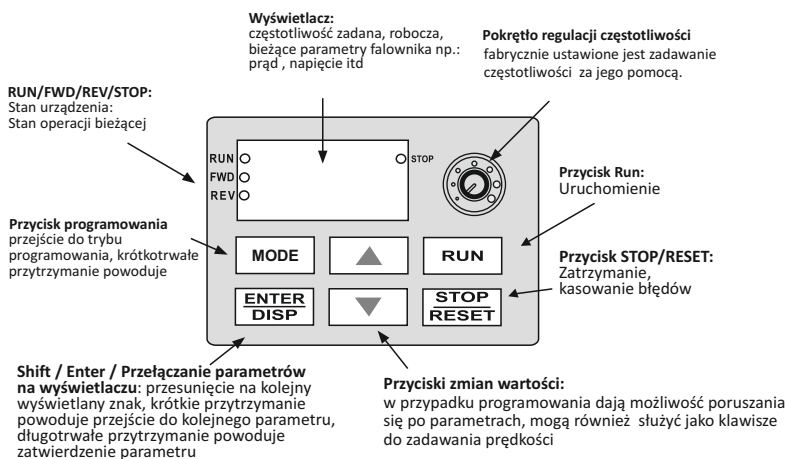 Wyświetlacz:
częstotliwość zadana, robocza,
bieżące parametry falownika np.:
prąd , napięcie itd
Pokrętło regulacji częstotliwości
fabrycznie ustawione jest zadawanie
częstotliwości za jego pomocą.
RUN/FWD/REV/STOP:
Stan urządzenia:
Stan operacji bieżącej
RUN
FWD
REV
STOP
Przycisk Run:
Uruchomienie
Przycisk programowania
przejście do trybu
programowania, krótkotrwałe
przytrzymanie powoduje
MODE
RUN
Przycisk STOP/RESET:
Zatrzymanie,
kasowanie błędów
ENTER
DISP
STOP
RESET
Shift / Enter / Przełączanie parametrów
na wyświetlaczu: przesunięcie na kolejny
wyświetlany znak, krótkie przytrzymanie
powoduje przejście do kolejnego parametru,
długotrwałe przytrzymanie powoduje
zatwierdzenie parametru
Przyciski zmian wartości:
w przypadku programowania dają możliwość poruszania
się po parametrach, mogą również służyć jako klawisze
do zadawania prędkości